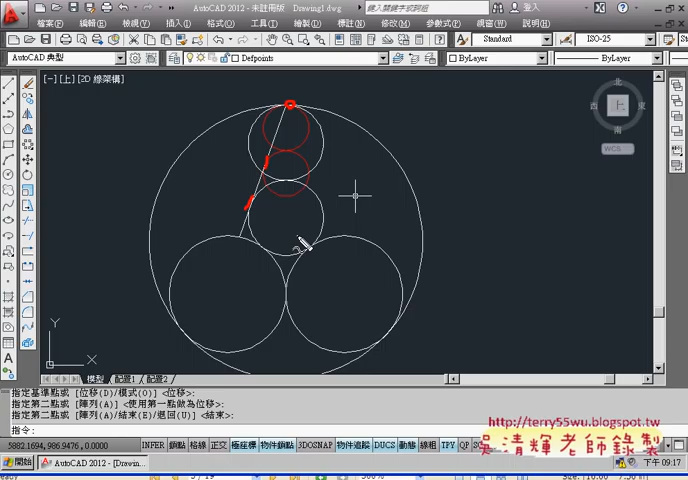 AutoCAD 2012 - 未註冊版 Drawing1.dwg
鍵入關鍵字或片語
登入
檔案(F) 編輯(E) 檢視(V) 插入(I) 格式(O) 工具(T) 繪製(D) 標註(N) 修改(M) 參數式(P) 視窗(W) 說明(H)
Standard ISO-25
AutoCAD 典型 Defpoints ByLayer ByLayer
[-] [上] [2D 線架構]
北
西 上 東
南
WCS
Y
X
模型 配置1 配置2
指定基準點或 [位移(D)/模式(O)] <位移>:
指定第二點或 [陣列(A)] <使用第一點做為位移>:
指定第二點或 [陣列(A)/結束(E)/退回(U)] <結束>:
指令:
http://terry55wu.blogspot.tw
吳清輝老師錄製
5882.1694, 986.9476, 0.0000 INFER 鎖點 格線 正交 極座標 物件鎖點 3DOSNAP 物件追蹤 DUCS 動態 線粗 TPY QP SC AM
開始 AutoCAD 2012 - [Drawin... 下午 09:17